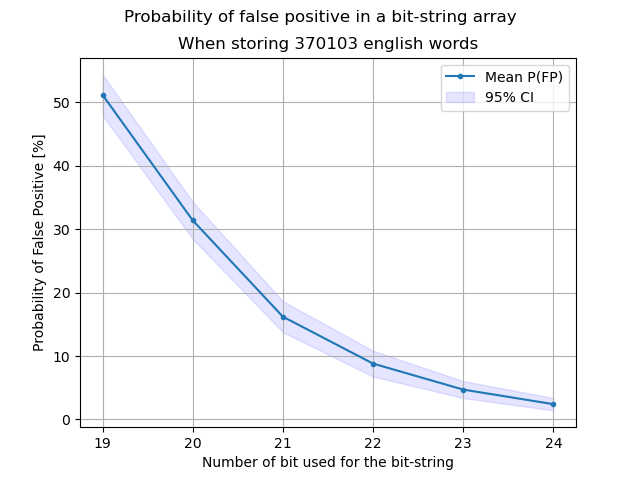 Probability of false positive in a bit-string array
When storing 370103 english words
Mean P(FP)
95% CI
Probability of False Positive [%]
50
40
30
20
10
0
19 20 21 22 23 24
Number of bit used for the bit-string